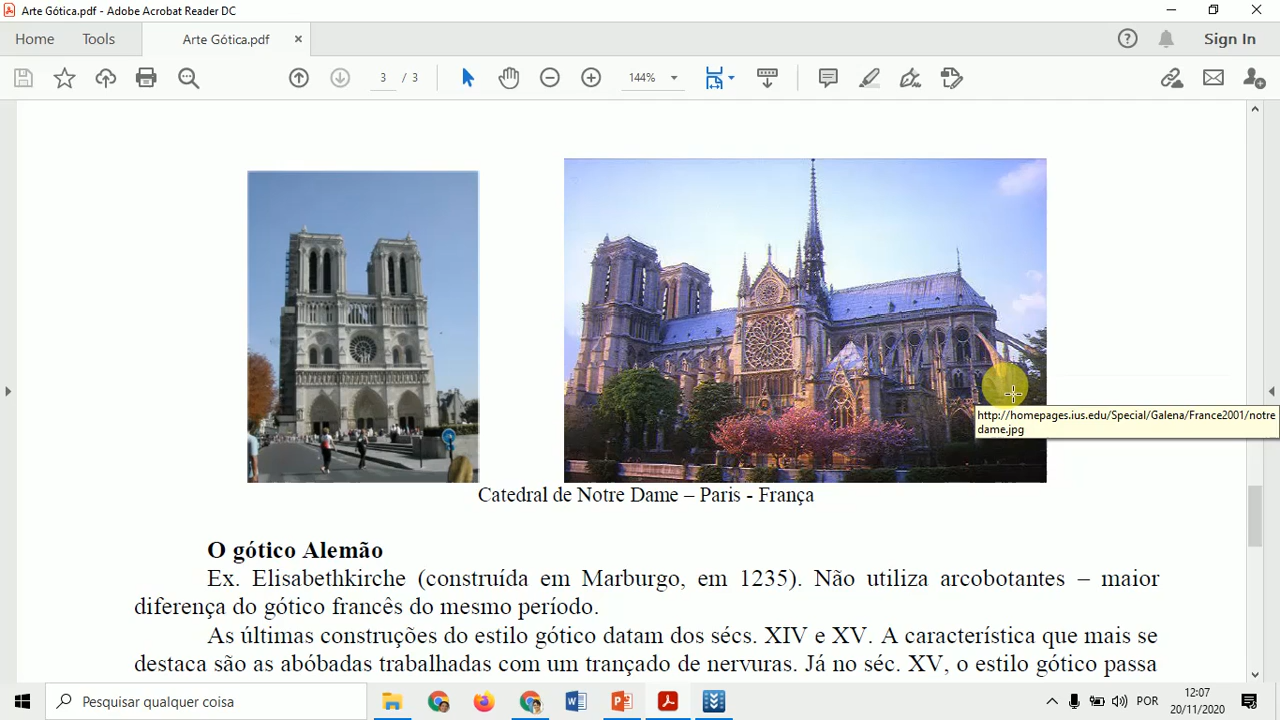 Arte Gótica.pdf - Adobe Acrobat Reader DC
Home Tools Arte Gótica.pdf × Sign In
3 / 3 144%
http://homepages.ius.edu/Special/Galena/France2001/notre
dame.jpg
Catedral de Notre Dame – Paris - França
O gótico Alemão
Ex. Elisabethkirche (construída em Marburgo, em 1235). Não utiliza arcobotantes – maior
diferença do gótico francês do mesmo período.
As últimas construções do estilo gótico datam dos sécs. XIV e XV. A característica que mais se
destaca são as abóbadas trabalhadas com um trançado de nervuras. Já no séc. XV, o estilo gótico passa
Pesquisar qualquer coisa
POR
12:07
20/11/2020